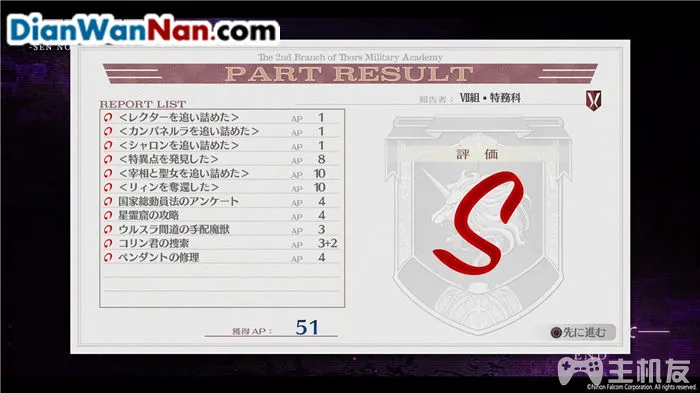 DianWanNan.com
-SEN NO
The 2nd Branch of Thors Military Academy
PART RESULT
REPORT LIST
報告者： Ⅶ組・特務科
<レクターを追い詰めた> AP 1
<カンパネルラを追い詰めた> AP 1
<シャロンを追い詰めた> AP 1
<特異点を発見した> AP 8
<宰相と聖女を追い詰めた> AP 10
<リィンを奪還した> AP 10
国家総動員法のアンケート AP 4
星霊窟の攻略 AP 4
ウルスラ間道の手配魔獣 AP 3
コリン君の捜索 AP 3+2
ペンダントの修理 AP 4
評価
S
獲得AP： 51
先に進む
END
主机友
©Nihon Falcom Corporation. All rights reserved.